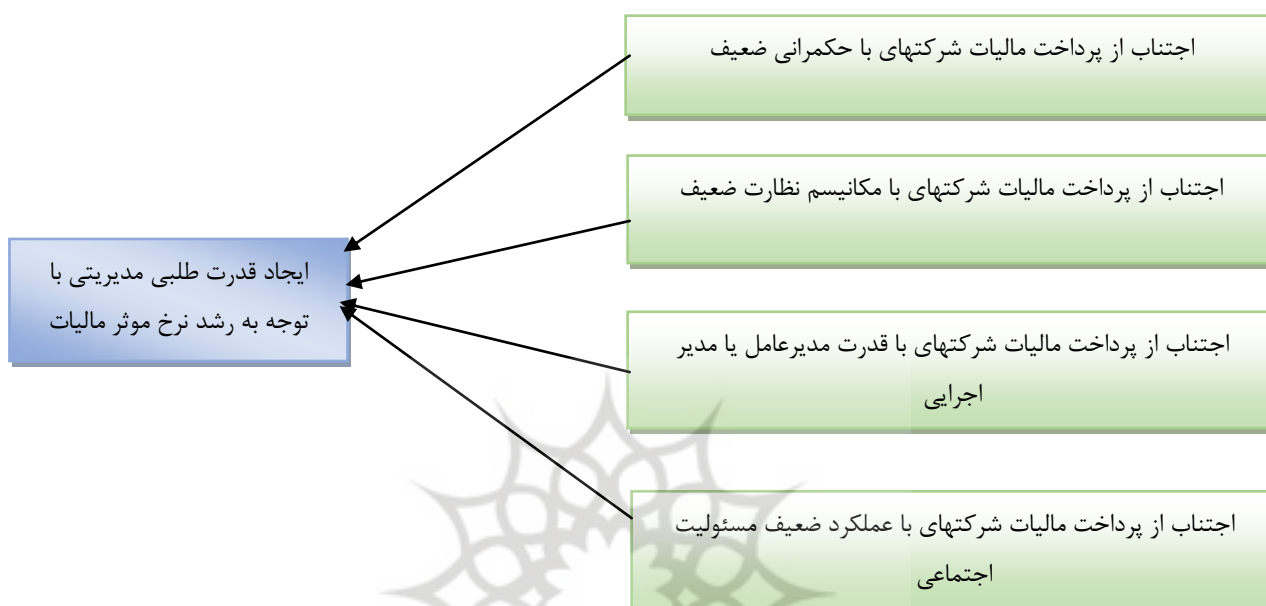 اجتناب از پرداخت مالیات شرکتهای با حکمرانی ضعیف
اجتناب از پرداخت مالیات شرکتهای با مکانیسم نظارت ضعیف
ایجاد قدرت طلبی مدیریتی با
توجه به رشد نرخ موثر مالیات
اجتناب از پرداخت مالیات شرکتهای با قدرت مدیرعامل یا مدیر
اجرایی
اجتناب از پرداخت مالیات شرکتهای با عملکرد ضعیف مسئولیت
اجتماعی